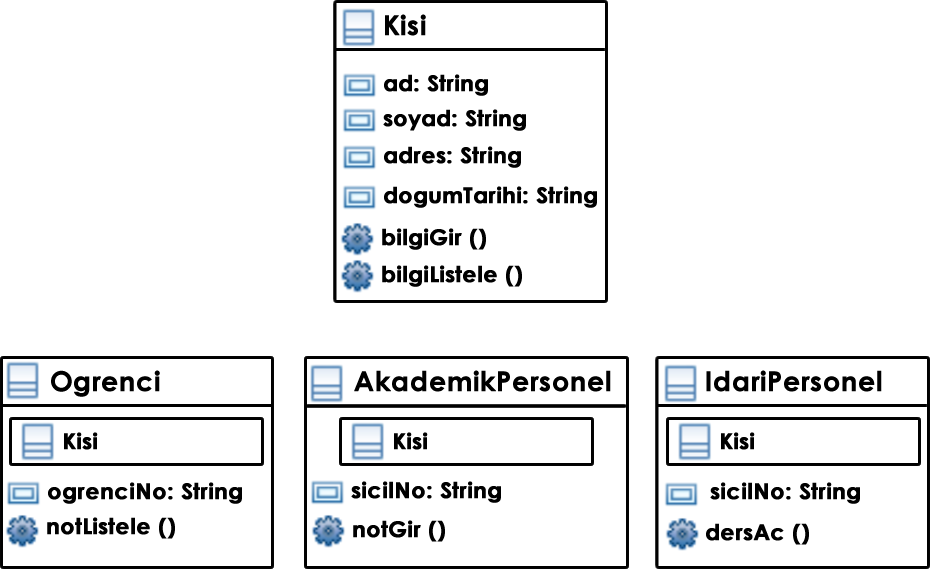 Kisi
ad: String
soyad: String
adres: String
dogumTarihi: String
bilgiGir ()
bilgiListele ()
Ogrenci
Kisi
ogrenciNo: String
notListele ()
AkademikPersonel
Kisi
sicilNo: String
notGir ()
IdariPersonel
Kisi
sicilNo: String
dersAc ()